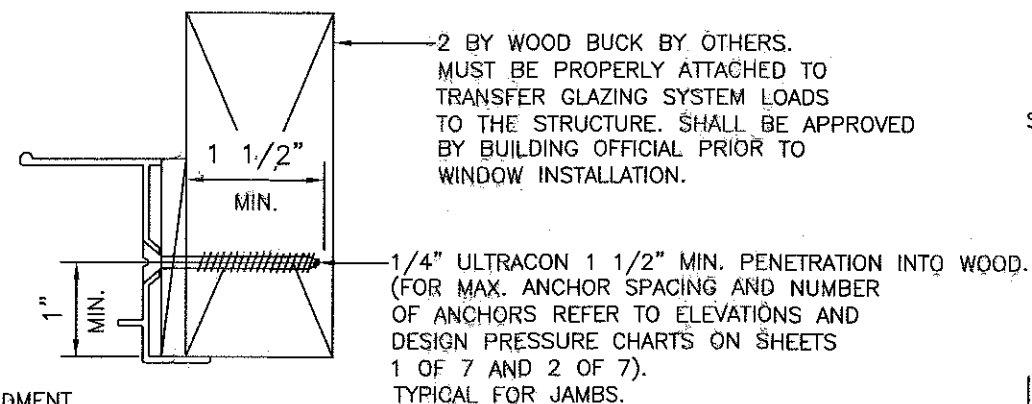 2 BY WOOD BUCK BY OTHERS.
MUST BE PROPERLY ATTACHED TO
TRANSFER GLAZING SYSTEM LOADS
TO THE STRUCTURE. SHALL BE APPROVED
BY BUILDING OFFICIAL PRIOR TO
WINDOW INSTALLATION.
S
1 1/2"
MIN.
1"
MIN.
1/4" ULTRACON 1 1/2" MIN. PENETRATION INTO WOOD.
(FOR MAX. ANCHOR SPACING AND NUMBER
OF ANCHORS REFER TO ELEVATIONS AND
DESIGN PRESSURE CHARTS ON SHEETS
1 OF 7 AND 2 OF 7).
TYPICAL FOR JAMBS.
DMENT